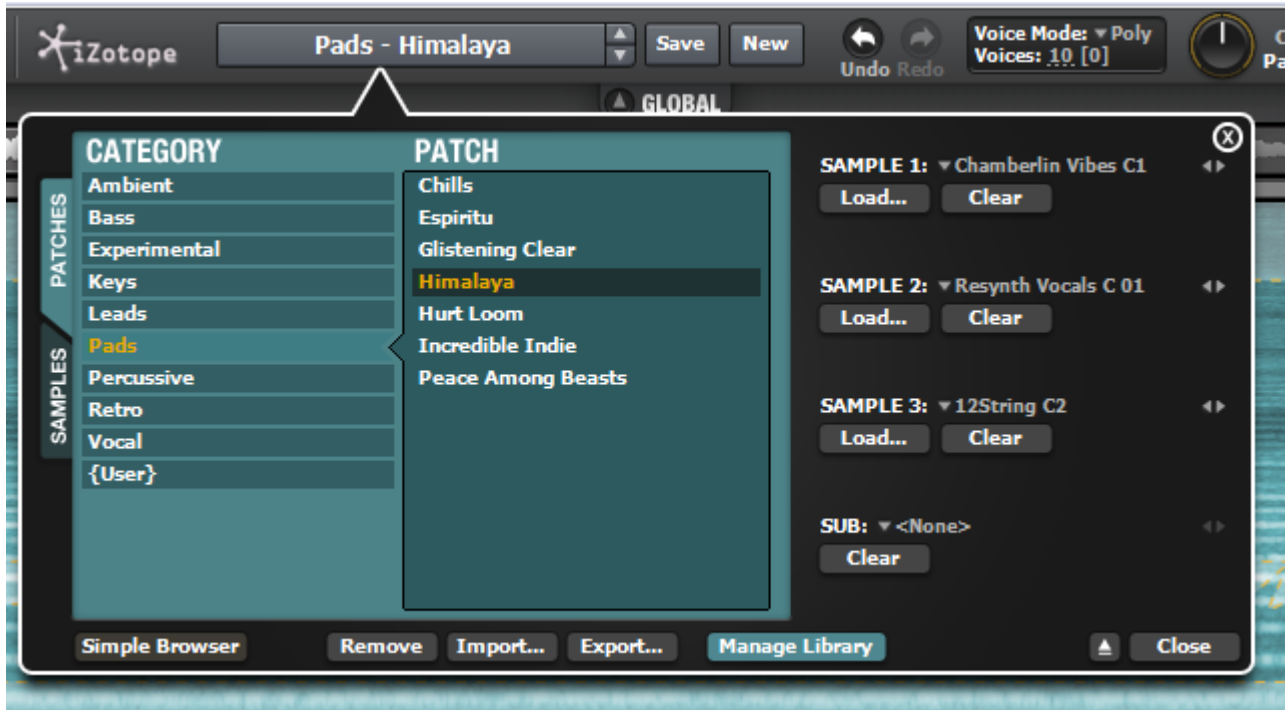 iZotope
Pads - Himalaya
Save
New
Undo Redo
Voice Mode: Poly
Voices: 10 [0]
C
Pa
GLOBAL
X
PATCHES
SAMPLES
CATEGORY
Ambient
Bass
Experimental
Keys
Leads
Pads
Percussive
Retro
Vocal
{User}
PATCH
Chills
Espiritu
Glistening Clear
Himalaya
Hurt Loom
Incredible Indie
Peace Among Beasts
SAMPLE 1: Chamberlin Vibes C1
Load... Clear
SAMPLE 2: Resynth Vocals C 01
Load... Clear
SAMPLE 3: 12String C2
Load... Clear
SUB: <None>
Clear
Simple Browser
Remove
Import...
Export...
Manage Library
Close